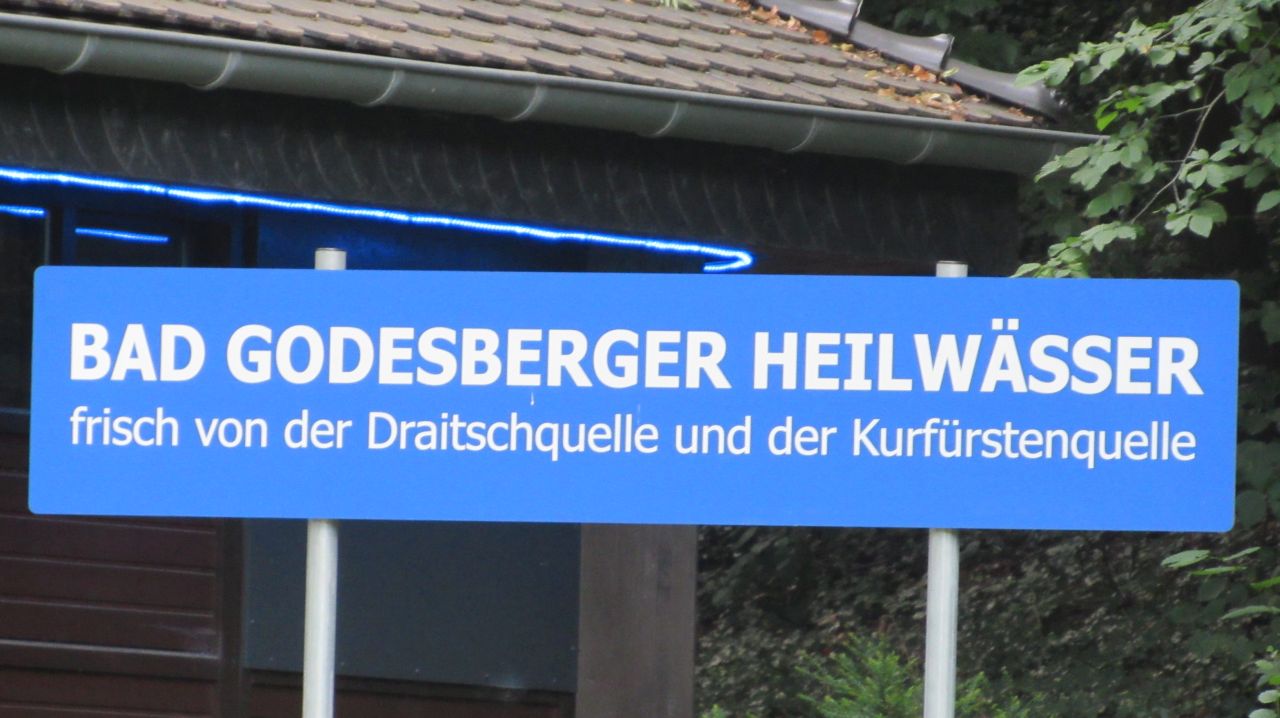 BAD GODESBERGER HEILWÄSSER
frisch von der Draitschquelle und der Kurfürstenquelle